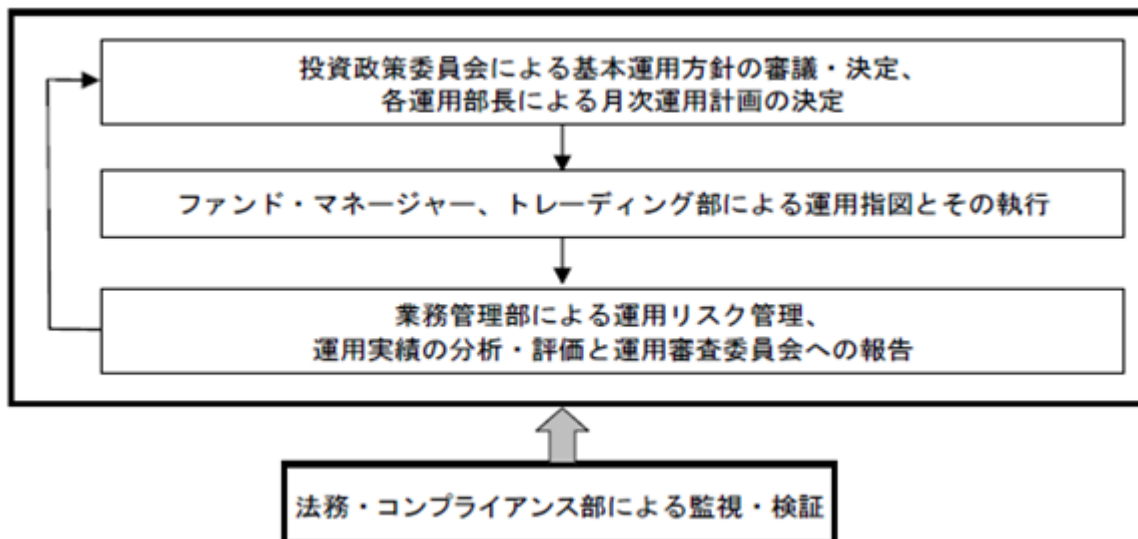 投資政策委員会による基本運用方針の審議・決定、
各運用部長による月次運用計画の決定
ファンド・マネージャー、トレーディング部による運用指図とその執行
業務管理部による運用リスク管理、
運用実績の分析・評価と運用審査委員会への報告
法務・コンプライアンス部による監視・検証